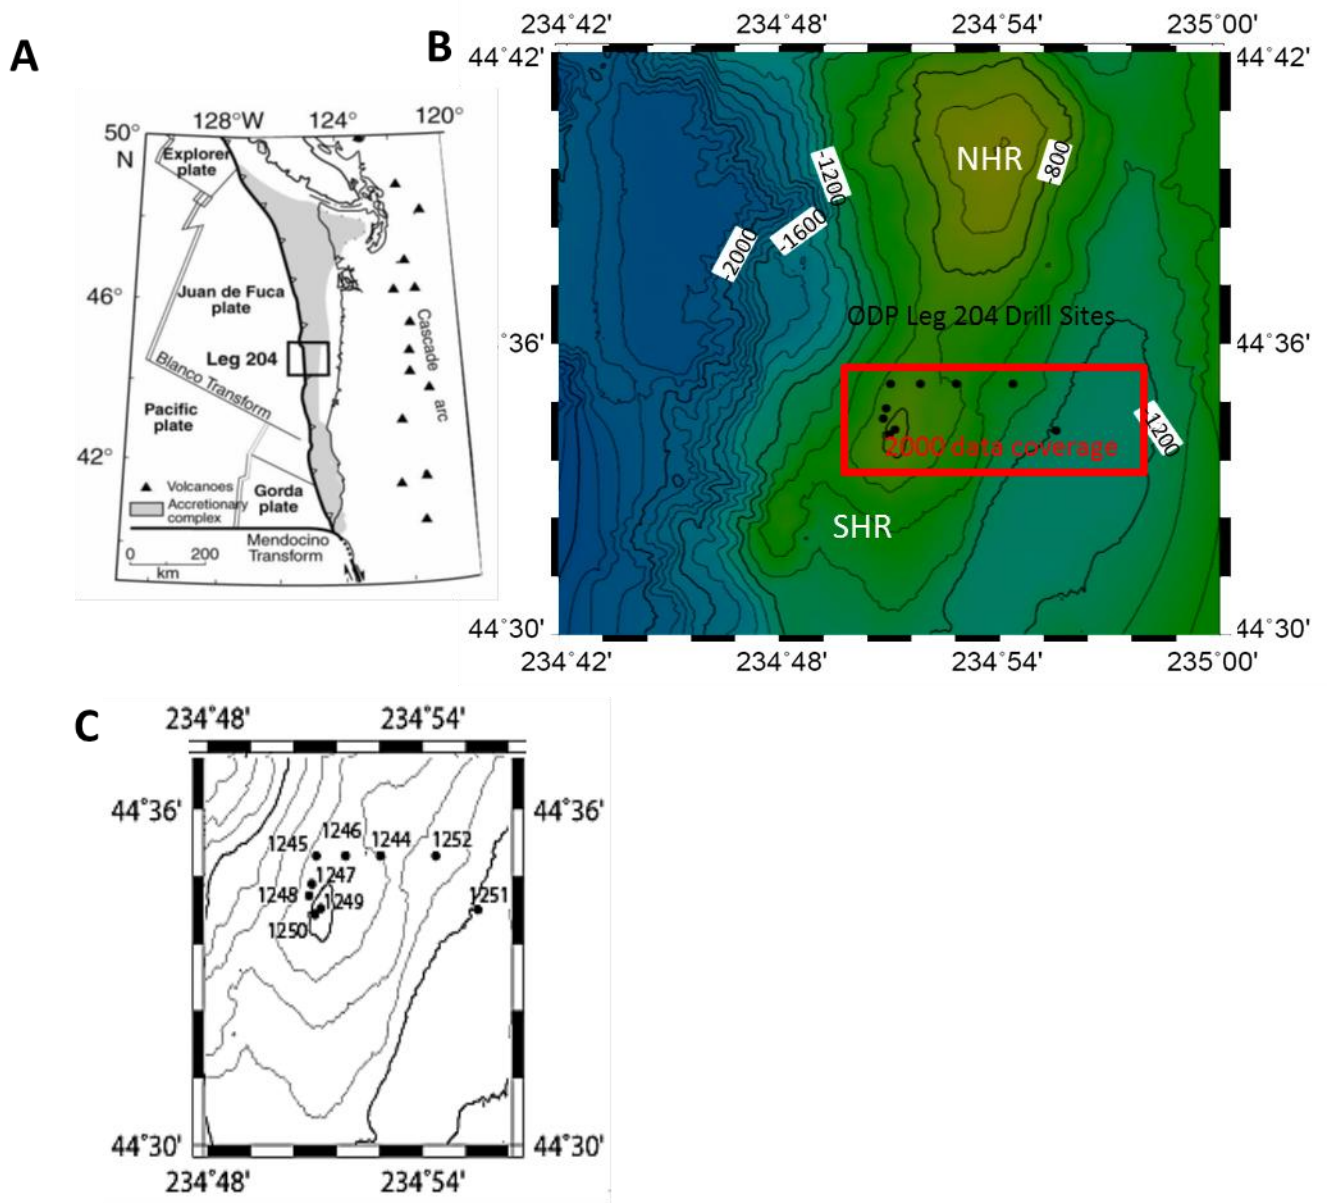 A
128°W 124° 120°
50°
N
Explorer
plate
46°
Juan de Fuca
plate
Leg 204
Blanco Transform
Cascade arc
Pacific
plate
42°
Volcanoes
Accretionary
complex
Gorda
plate
0 200
km
Mendocino
Transform
B
234°42' 234°48' 234°54' 235°00'
44°42' 44°42'
NHR
-800
-1200
-1600
-2000
ODP Leg 204 Drill Sites
°36' 44°36'
2000 data coverage
-1200
SHR
44°30' 44°30'
234°42' 234°48' 234°54' 235°00'
C
234°48' 234°54'
44°36' 44°36'
1245 1246 1244 1252
1247
1248 1249 1251
1250
44°30' 44°30'
234°48' 234°54'